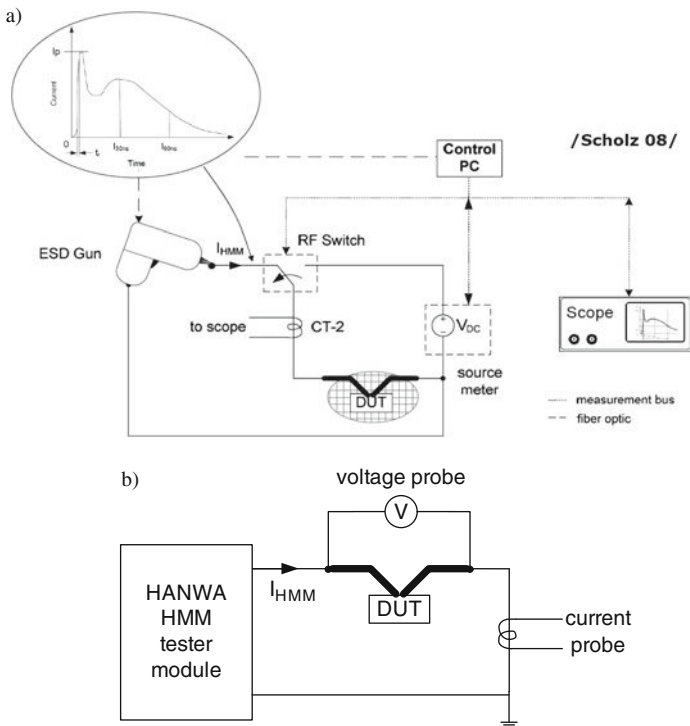 a)
Ip
Current
0
I30ns
I60ns
tr
Time
/Scholz 08/
Control
PC
ESD Gun
IHMM
RF Switch
to scope
CT-2
VDC
Scope
source
meter
DUT
measurement bus
fiber optic
b)
voltage probe
V
HANWA
HMM
tester
module
IHMM
DUT
current
probe